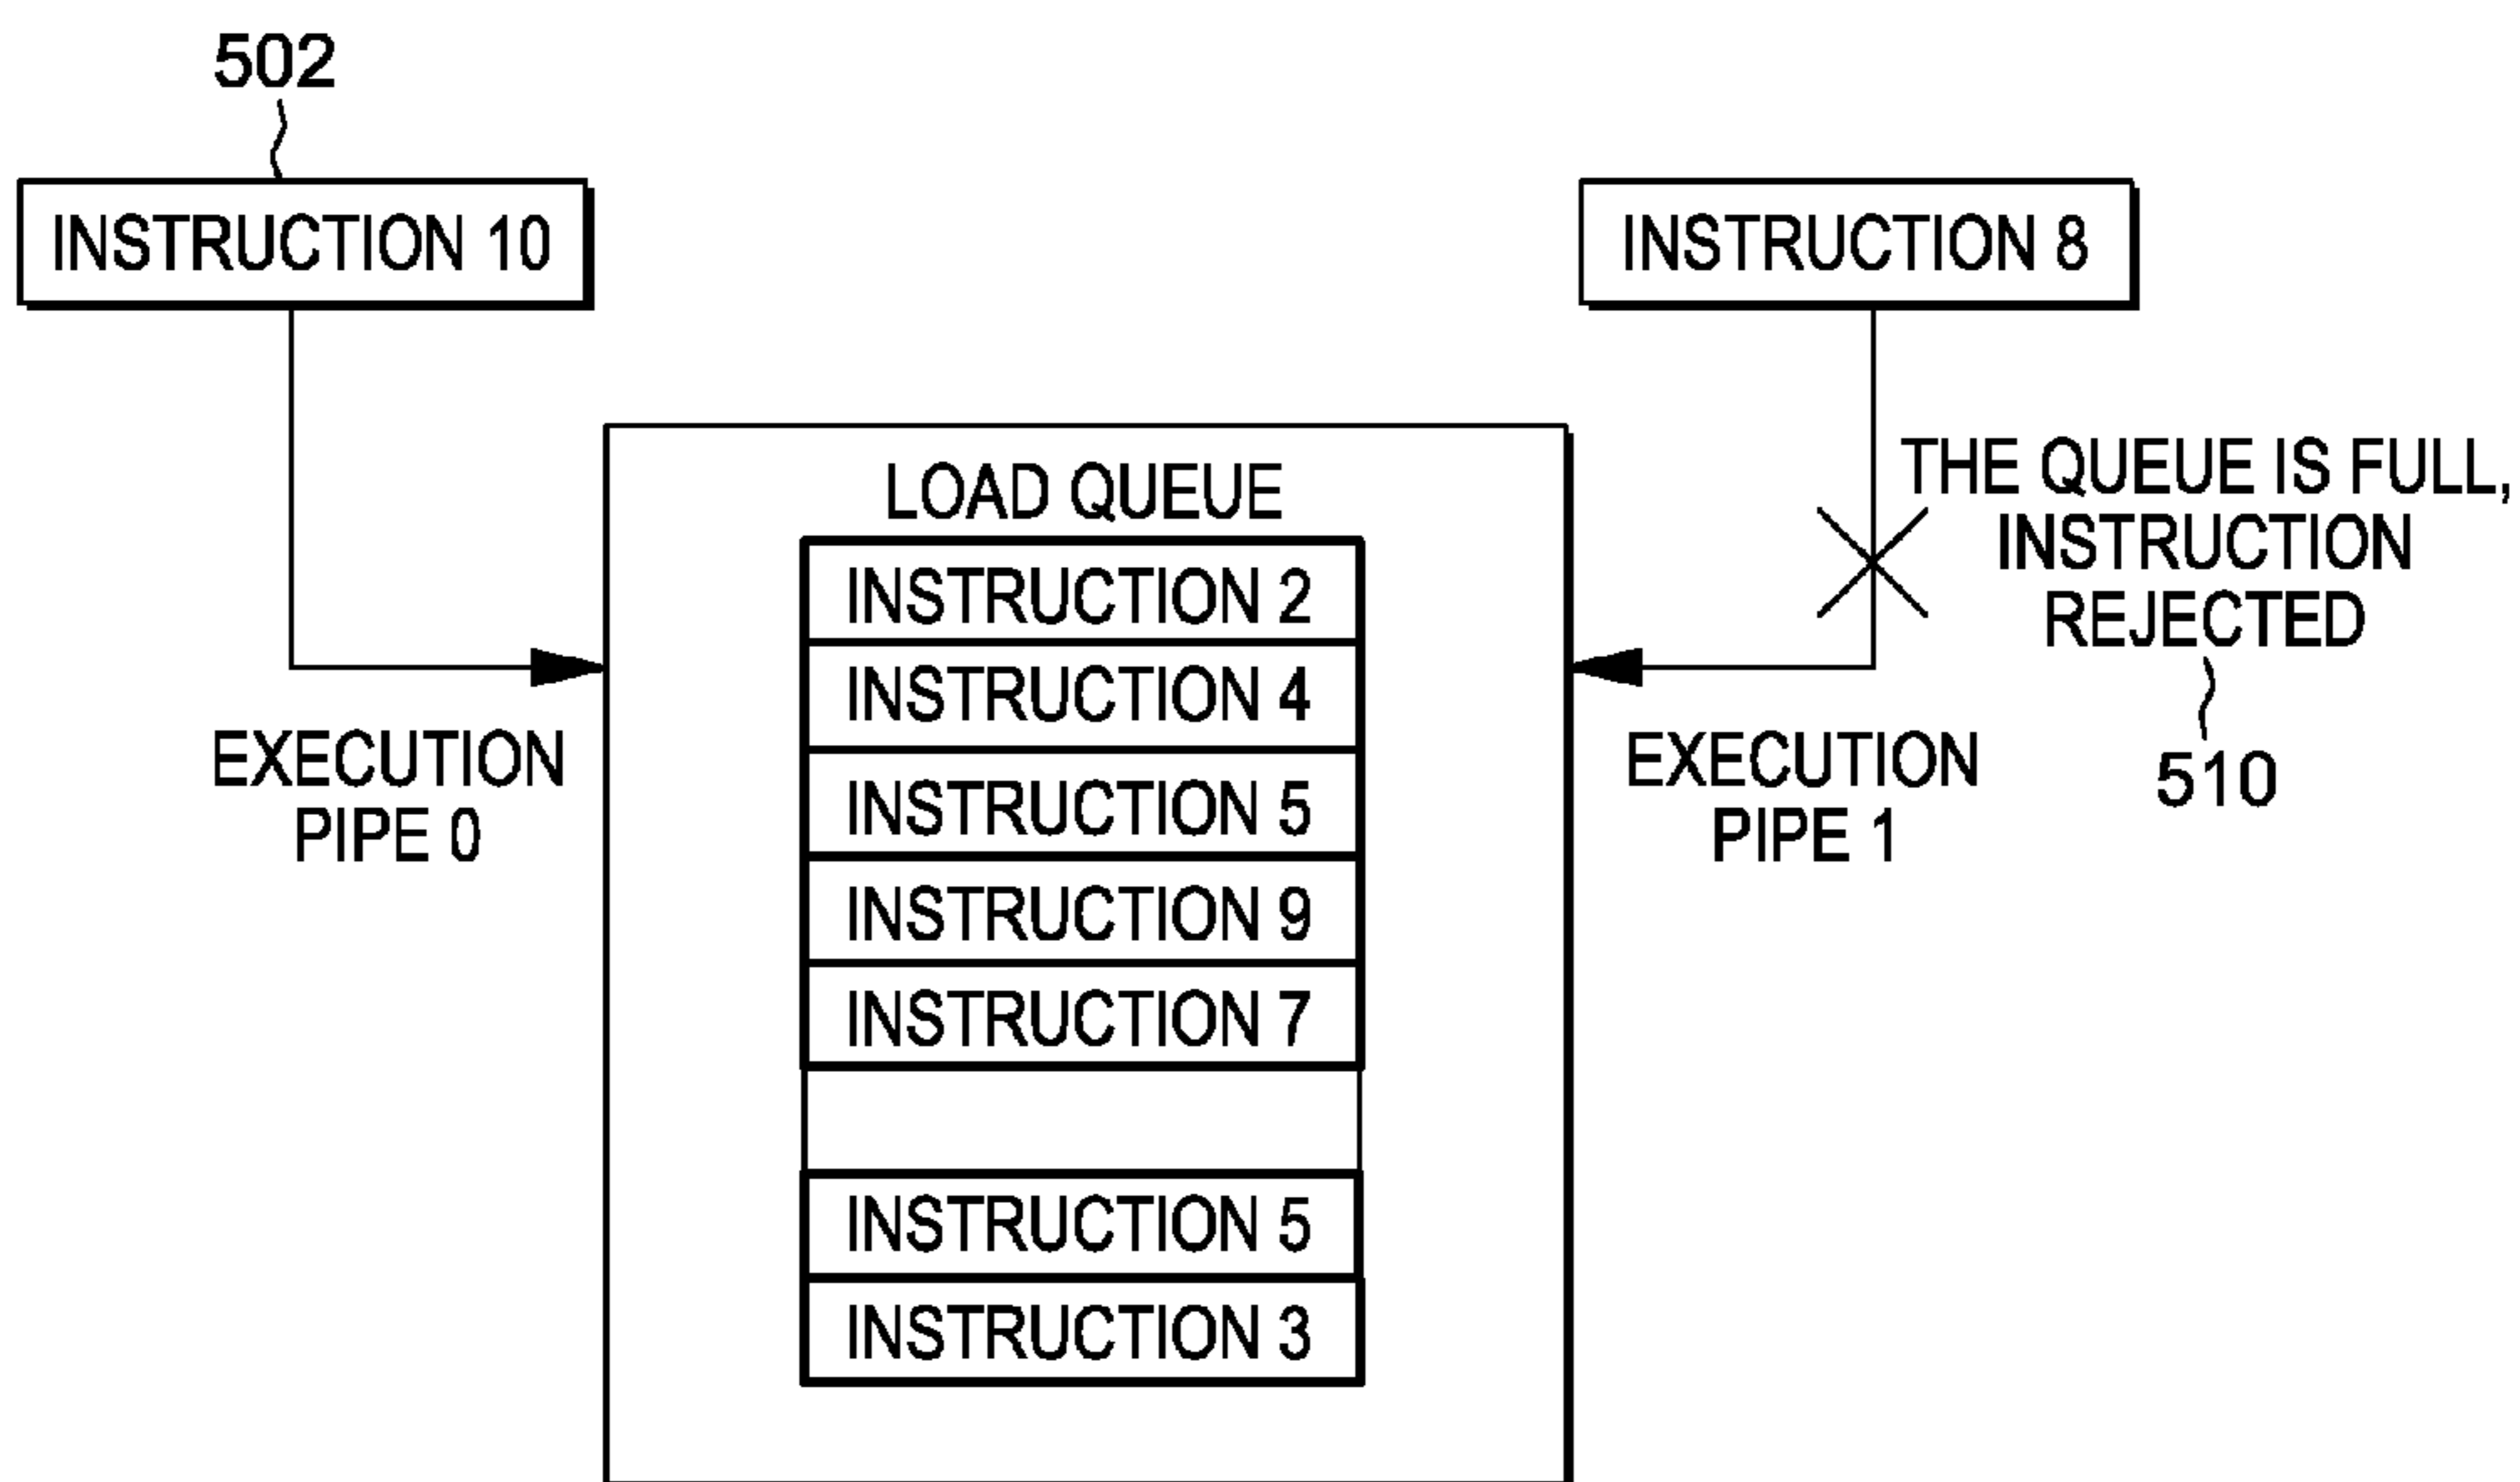 502
INSTRUCTION 10
INSTRUCTION 8
LOAD QUEUE
INSTRUCTION 2
INSTRUCTION 4
INSTRUCTION 5
INSTRUCTION 9
INSTRUCTION 7
INSTRUCTION 5
INSTRUCTION 3
EXECUTION
PIPE 0
THE QUEUE IS FULL,
INSTRUCTION
REJECTED
510
EXECUTION
PIPE 1